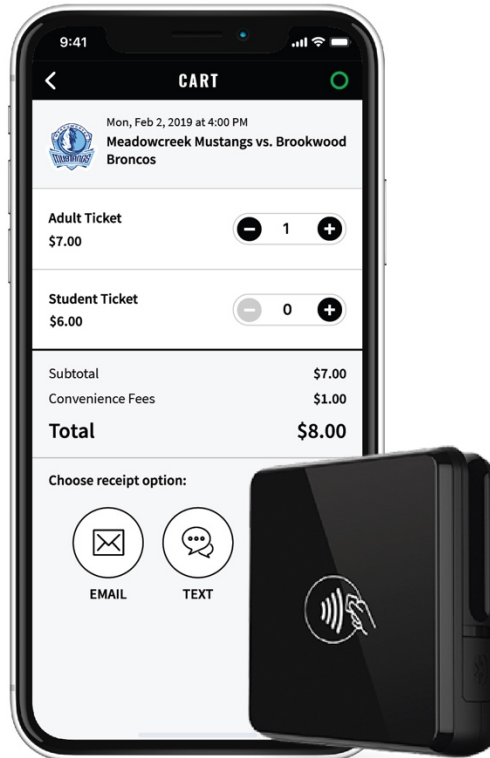 9:41
CART
Mon, Feb 2, 2019 at 4:00 PM
Meadowcreek Mustangs vs. Brookwood
Broncos
MUSTANGS
Adult Ticket
$7.00
1
Student Ticket
$6.00
0
Subtotal $7.00
Convenience Fees $1.00
Total $8.00
Choose receipt option:
EMAIL TEXT